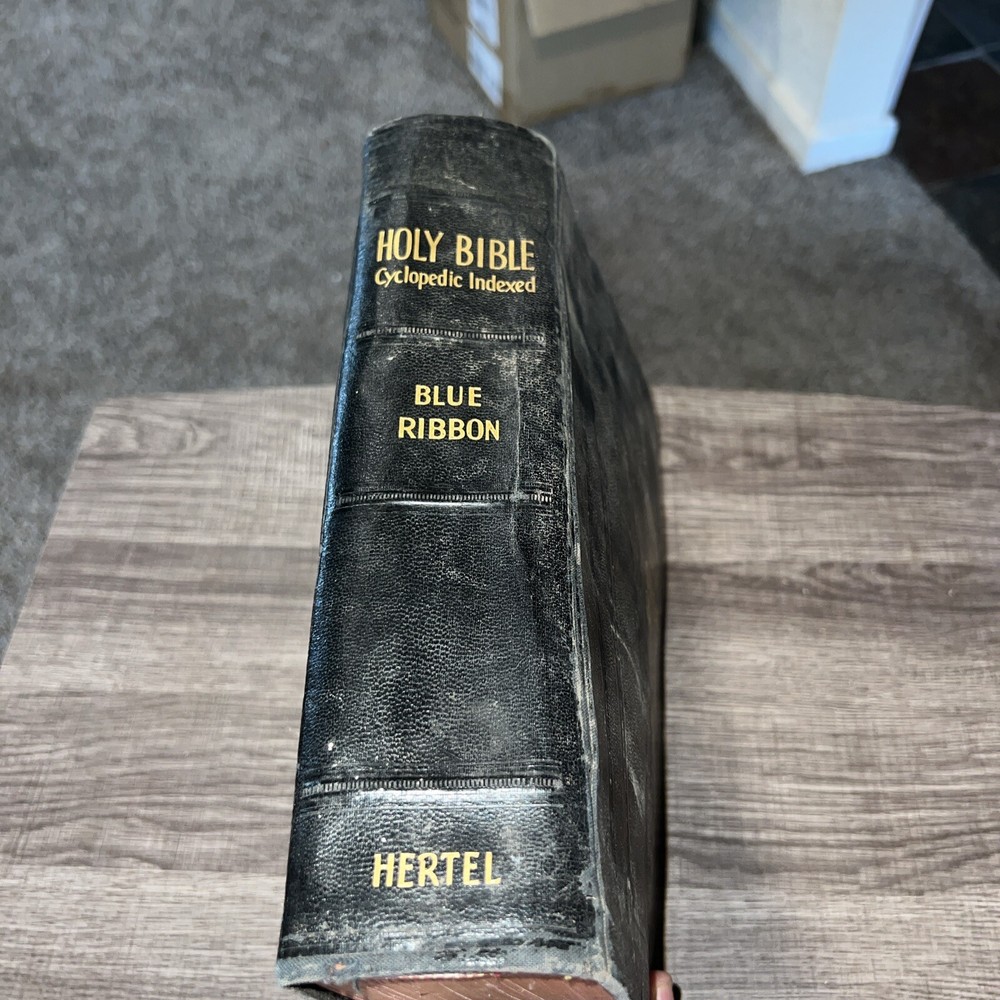 HOLY BIBLE
Cyclopedic Indexed
BLUE
RIBBON
HERTEL